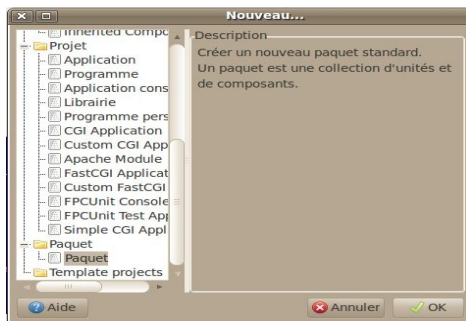 Nouveau...
Inherited Compo
Projet
Application
Programme
Application cons
Librairie
Programme pers
CGI Application
Custom CGI App
Apache Module
FastCGI Applicat
Custom FastCGI
FPCUnit Console
FPCUnit Test App
Simple CGI Appl
Paquet
Paquet
Template projects
Description
Créer un nouveau paquet standard.
Un paquet est une collection d'unités et
de composants.
Aide
Annuler
OK